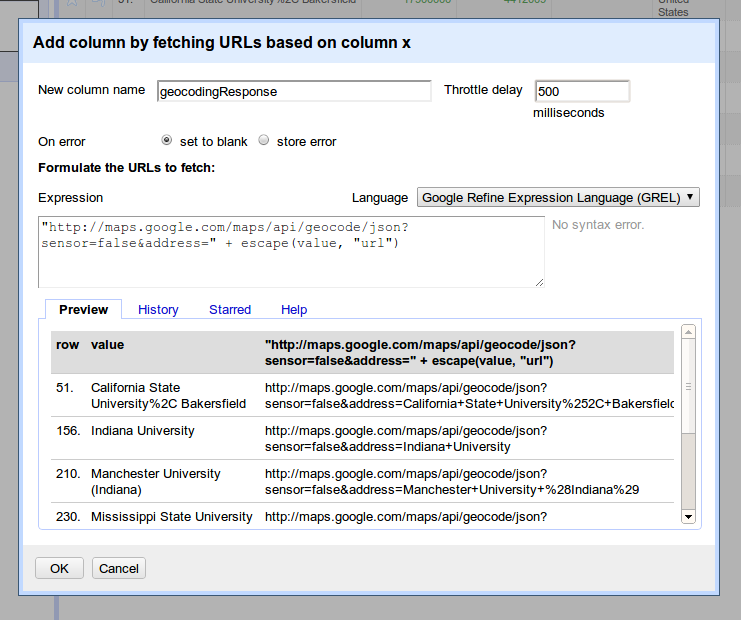 51. California State University%2C Bakersfield 17500000 4412065 United
States
Add column by fetching URLs based on column x
New column name geocodingResponse Throttle delay 500
milliseconds
On error set to blank store error
Formulate the URLs to fetch:
Expression Language Google Refine Expression Language (GREL)
"http://maps.google.com/maps/api/geocode/json? No syntax error.
sensor=false&address=" + escape(value, "url")
Preview History Starred Help
row value "http://maps.google.com/maps/api/geocode/json?
sensor=false&address=" + escape(value, "url")
51. California State http://maps.google.com/maps/api/geocode/json?
University%2C Bakersfield sensor=false&address=California+State+University%252C+Bakersfield
156. Indiana University http://maps.google.com/maps/api/geocode/json?
sensor=false&address=Indiana+University
210. Manchester University http://maps.google.com/maps/api/geocode/json?
(Indiana) sensor=false&address=Manchester+University+%28Indiana%29
230. Mississippi State University http://maps.google.com/maps/api/geocode/json?
OK Cancel